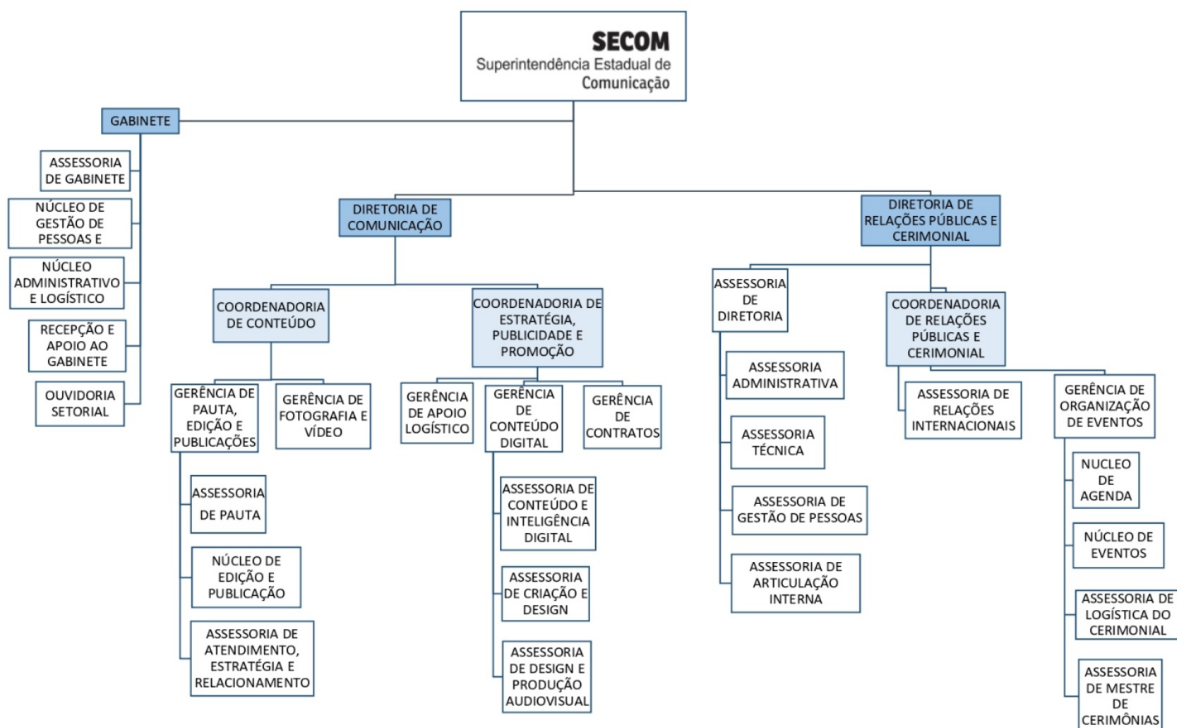 SECOM
Superintendência Estadual de
Comunicação
GABINETE
ASSESSORIA
DE GABINETE
NÚCLEO DE
GESTÃO DE
PESSOAS E
NÚCLEO
ADMINISTRATIVO
E LOGÍSTICO
RECEPÇÃO E
APOIO AO
GABINETE
OUVIDORIA
SETORIAL
DIRETORIA DE
COMUNICAÇÃO
COORDENADORIA
DE CONTEÚDO
GERÊNCIA DE
PAUTA,
EDIÇÃO E
PUBLICAÇÕES
ASSESSORIA
DE PAUTA
NÚCLEO DE
EDIÇÃO E
PUBLICAÇÃO
ASSESSORIA DE
ATENDIMENTO,
ESTRATÉGIA E
RELACIONAMENTO
GERÊNCIA DE
FOTOGRAFIA E
VÍDEO
COORDENADORIA DE
ESTRATÉGIA,
PUBLICIDADE E
PROMOÇÃO
GERÊNCIA
DE APOIO
LOGÍSTICO
GERÊNCIA
DE
CONTEÚDO
DIGITAL
ASSESSORIA DE
CONTEÚDO E
INTELIGÊNCIA
DIGITAL
ASSESSORIA
DE CRIAÇÃO E
DESIGN
ASSESSORIA
DE DESIGN E
PRODUÇÃO
AUDIOVISUAL
GERÊNCIA
DE
CONTRATOS
DIRETORIA DE
RELAÇÕES PÚBLICAS E
CERIMONIAL
ASSESSORIA
DE
DIRETORIA
ASSESSORIA
ADMINISTRATIVA
ASSESSORIA
TÉCNICA
ASSESSORIA DE
GESTÃO DE PESSOAS
ASSESSORIA DE
ARTICULAÇÃO
INTERNA
COORDENADORIA
DE RELAÇÕES
PÚBLICAS E
CERIMONIAL
ASSESSORIA
DE RELAÇÕES
INTERNACIONAIS
GERÊNCIA DE
ORGANIZAÇÃO
DE EVENTOS
NUCLEO
DE
AGENDA
NÚCLEO DE
EVENTOS
ASSESSORIA DE
LOGÍSTICA DO
CERIMONIAL
ASSESSORIA
DE MESTRE DE
CERIMÔNIAS